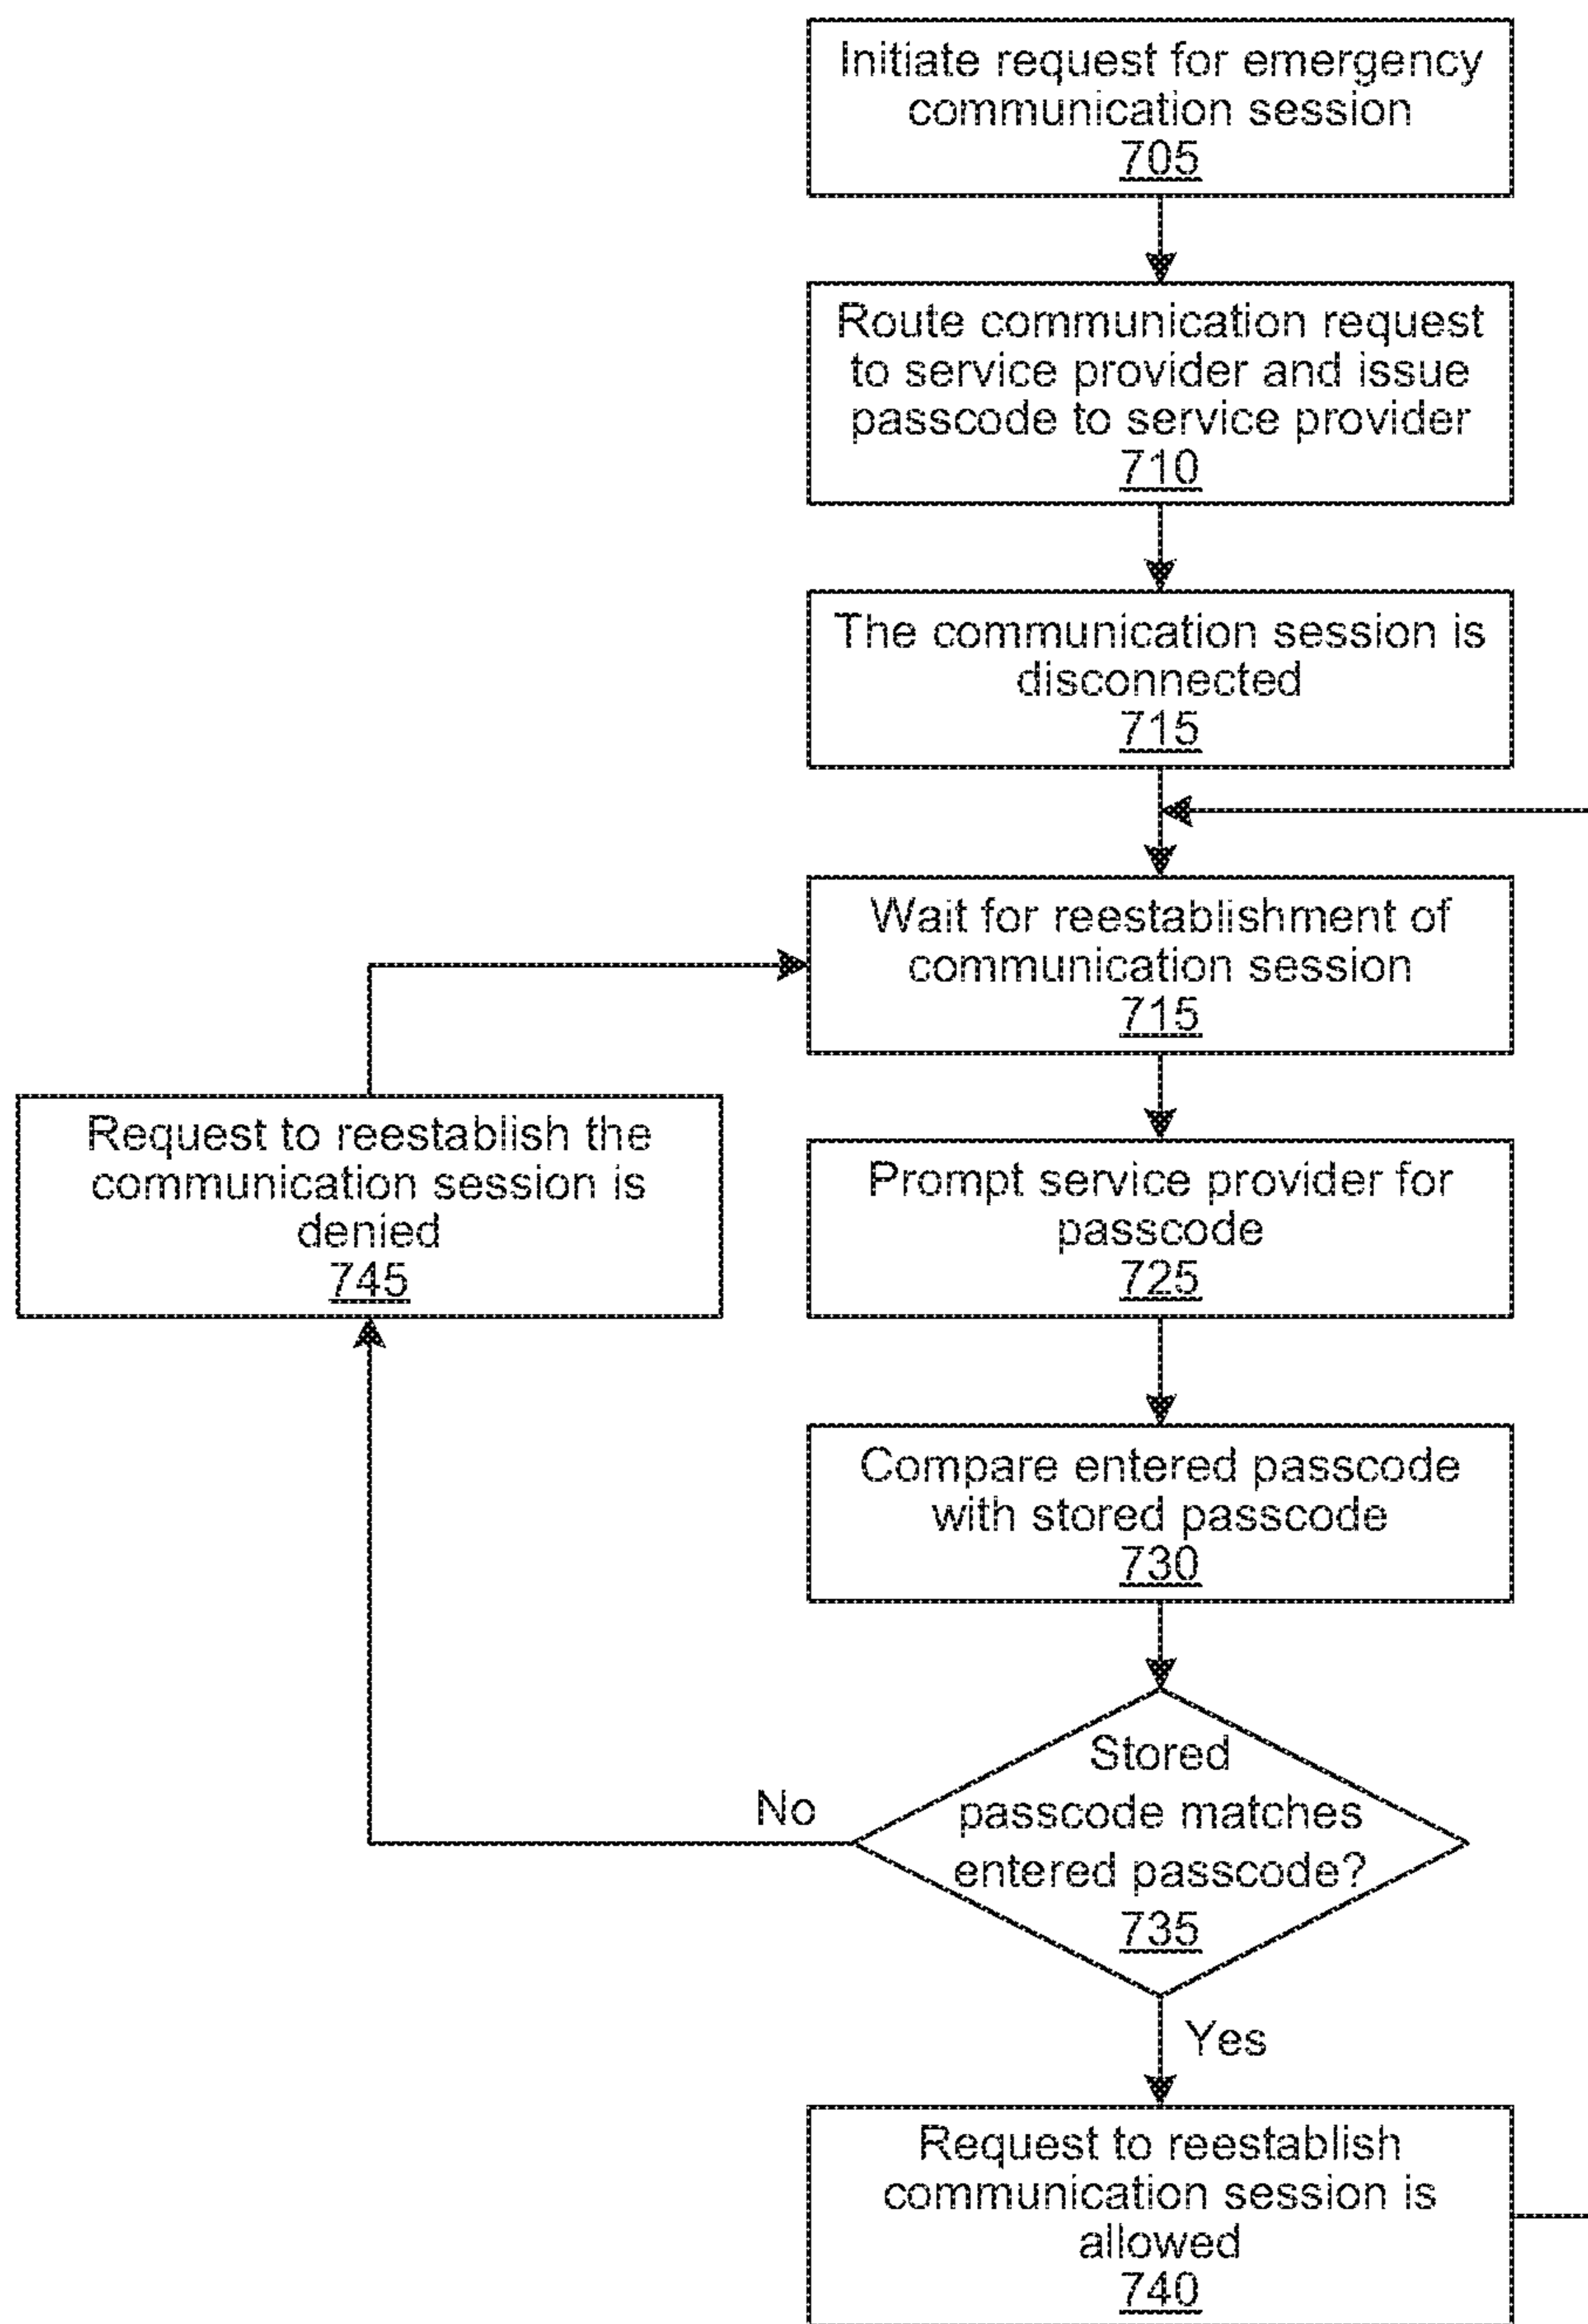 Initiate request for emergency
communication session
705
Route communication request
to service provider and issue
passcode to service provider
710
The communication session is
disconnected
715
Wait for reestablishment of
communication session
715
Request to reestablish the
communication session is
denied
745
Prompt service provider for
passcode
725
Compare entered passcode
with stored passcode
730
Stored
passcode matches
entered passcode?
735
No
Yes
Request to reestablish
communication session is
allowed
740